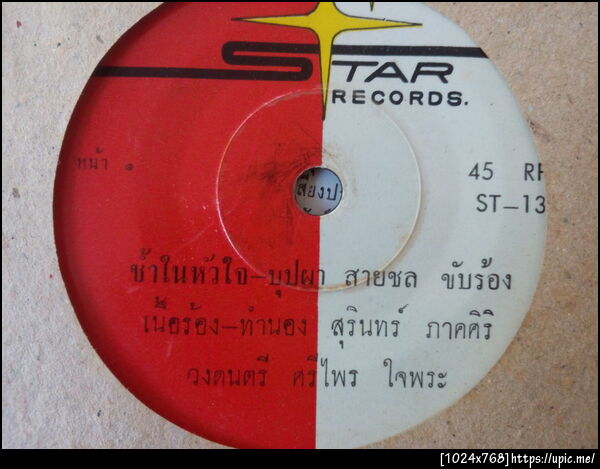 STAR
RECORDS.
หน้า ๑
45 RP
ST-13
ช้ำในหัวใจ-บุปผา สายชล ขับร้อง
เนื้อร้อง-ทำนอง สุรินทร์ ภาคศิริ
วงดนตรี ศรีไพร ใจพระ
[1024x768]https://upic.me/